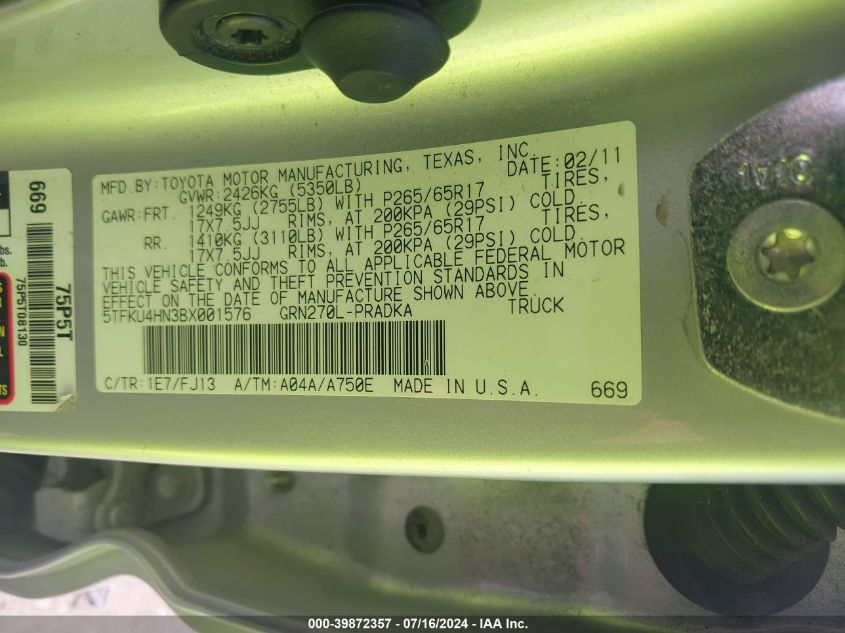 MFD.BY:TOYOTA MOTOR MANUFACTURING, TEXAS, INC.
GVWR:2426KG (5350LB) DATE:02/11
GAWR:FRT. 1249KG (2755LB) WITH P265/65R17 TIRES,
17X7.5JJ RIMS, AT 200KPA (29PSI) COLD.
RR. 1410KG (3110LB) WITH P265/65R17 TIRES,
17X7.5JJ RIMS, AT 200KPA (29PSI) COLD.
THIS VEHICLE CONFORMS TO ALL APPLICABLE FEDERAL MOTOR
VEHICLE SAFETY AND THEFT PREVENTION STANDARDS IN
EFFECT ON THE DATE OF MANUFACTURE SHOWN ABOVE.
5TFKU4HN3BX001576 GRN270L-PRADKA TRUCK
C/TR:1E7/FJ13 A/TM:A04A/A750E MADE IN U.S.A.
669
669
75P5T
75P5T08130
lbs.
000-39872357 - 07/16/2024 - IAA Inc.